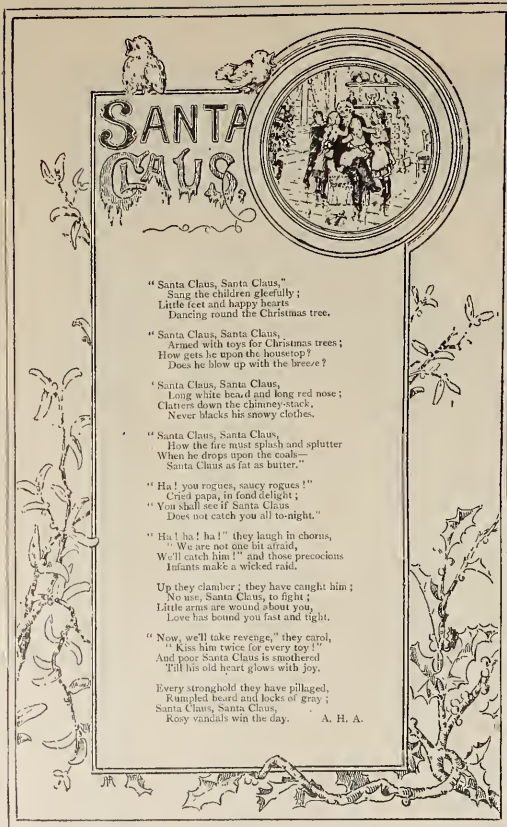 SANTA
CLAUS.
" Santa Claus, Santa Claus,"
Sang the children gleefully ;
Little feet and happy hearts
Dancing round the Christmas tree.
" Santa Claus, Santa Claus,
Armed with toys for Christmas trees ;
How gets he upon the housetop?
Does he blow up with the breeze?
' Santa Claus, Santa Claus,
Long white beard and long red nose ;
Clatters down the chimney-stack,
Never blacks his snowy clothes.
" Santa Claus, Santa Claus,
How the fire must splash and splutter
When he drops upon the coals—
Santa Claus as fat as butter."
" Ha! you rogues, saucy rogues !"
Cried papa, in fond delight ;
" You shall see if Santa Claus
Does not catch you all to-night."
" Ha! ha! ha!" they laugh in chorus,
" We are not one bit afraid,
We'll catch him !" and those precocious
Infants make a wicked raid.
Up they clamber ; they have caught him ;
No use, Santa Claus, to fight ;
Little arms are wound about you,
Love has bound you fast and tight.
" Now, we'll take revenge," they carol,
" Kiss him twice for every toy !"
And poor Santa Claus is smothered
Till his old heart glows with joy.
Every stronghold they have pillaged,
Rumpled beard and locks of gray ;
Santa Claus, Santa Claus,
Rosy vandals win the day. A. H. A.